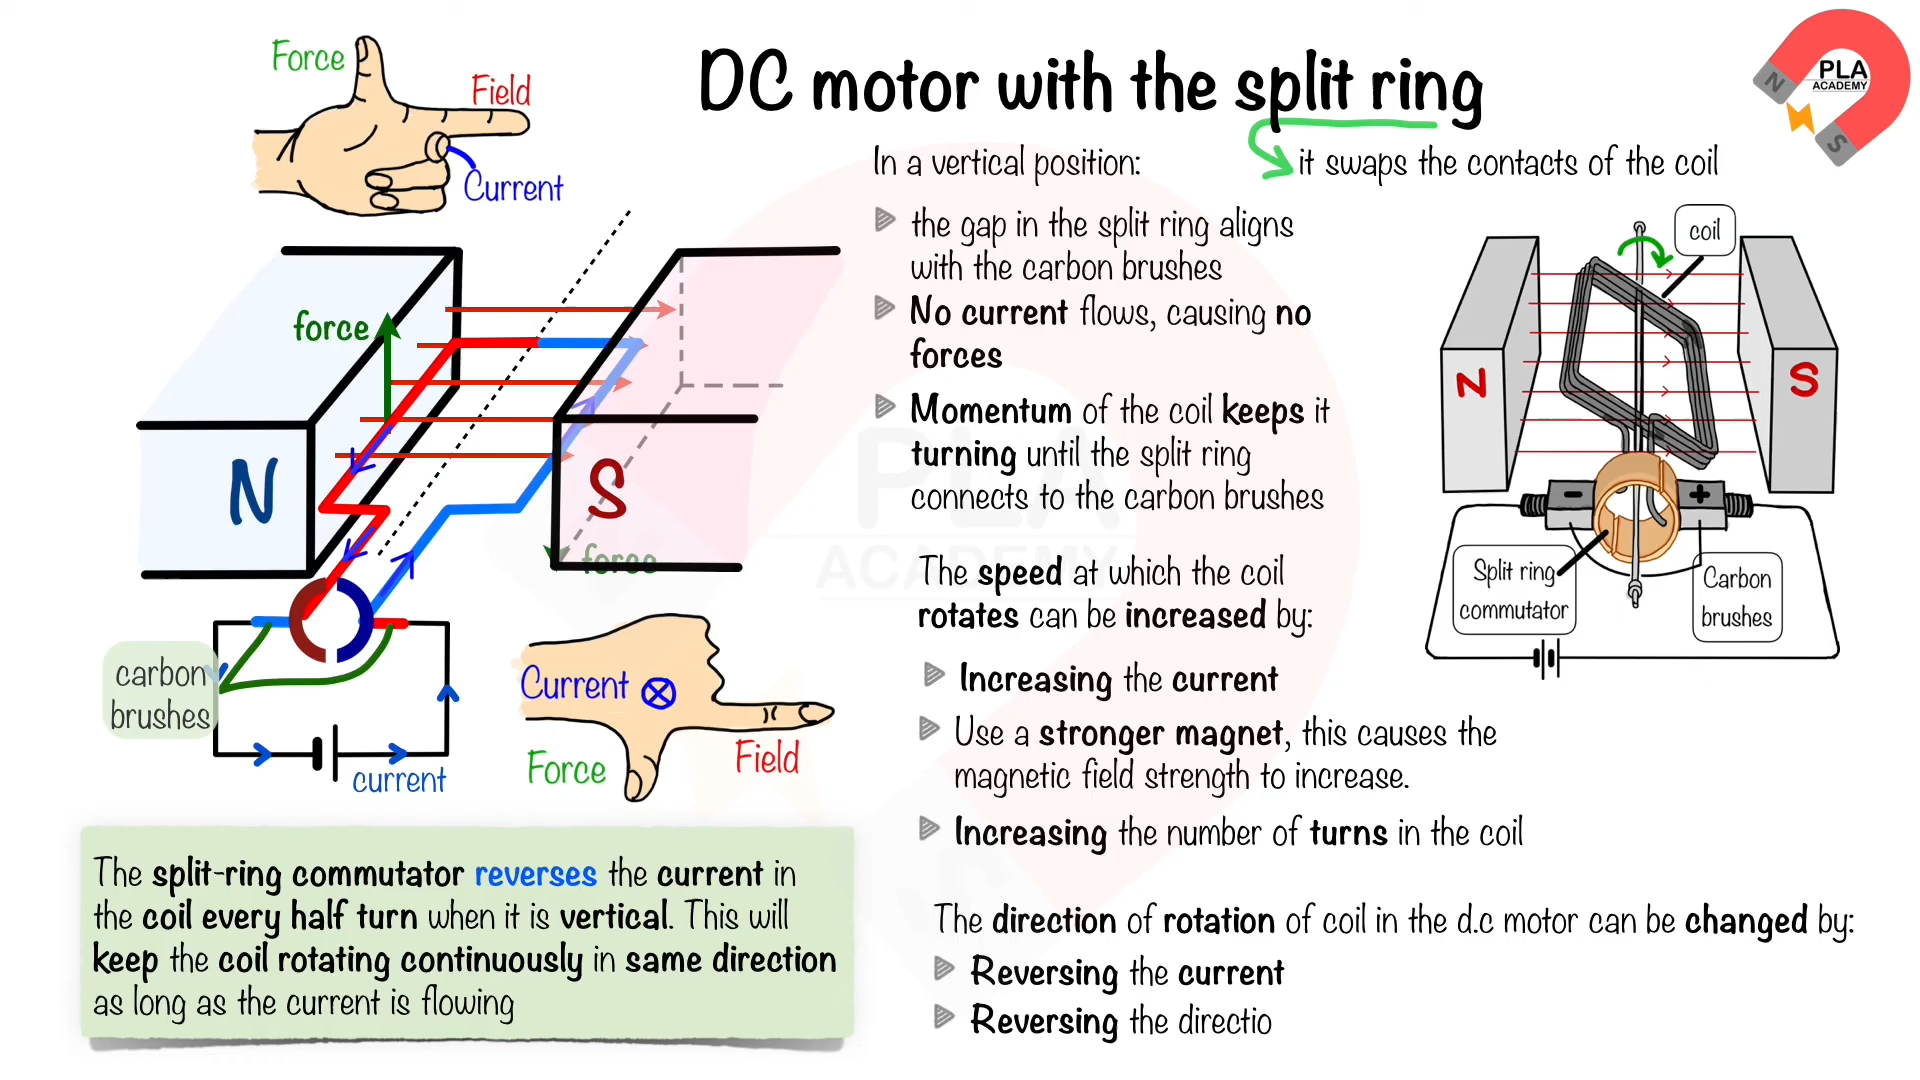 DC motor with the split ring
Force
Field
Current
PLA
ACADEMY
N
S
In a vertical position:
it swaps the contacts of the coil
the gap in the split ring aligns
with the carbon brushes
No current flows, causing no
forces
Momentum of the coil keeps it
turning until the split ring
connects to the carbon brushes
force
N
S
force
carbon
brushes
current
Current
Force
Field
coil
N
S
-
+
Split ring
commutator
Carbon
brushes
PLA
ACADEMY
The speed at which the coil
rotates can be increased by:
Increasing the current
Use a stronger magnet, this causes the
magnetic field strength to increase.
Increasing the number of turns in the coil
The split-ring commutator reverses the current in
the coil every half turn when it is vertical. This will
keep the coil rotating continuously in same direction
as long as the current is flowing
The direction of rotation of coil in the d.c motor can be changed by:
Reversing the current
Reversing the directio